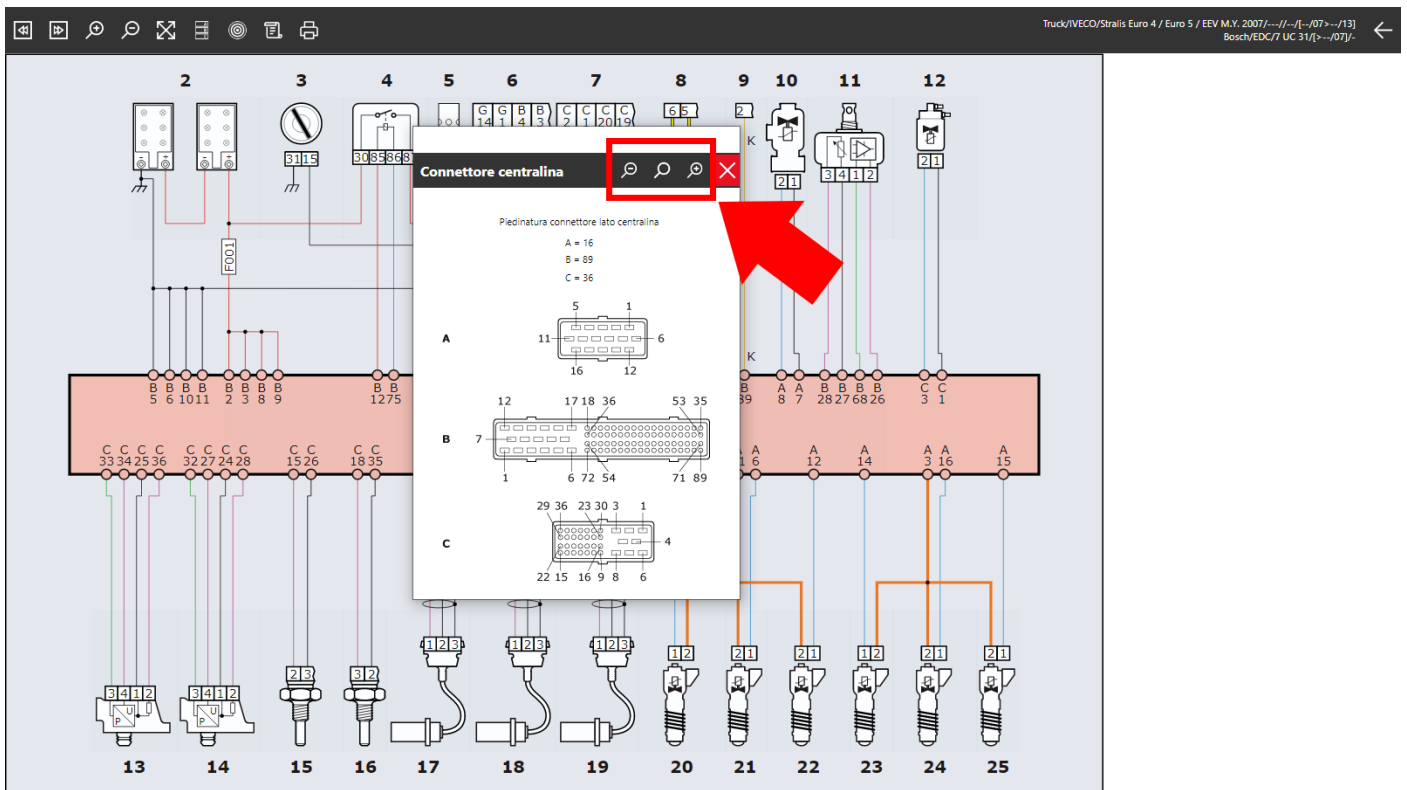 Truck/IVECO/Stralis Euro 4 / Euro 5 / EEV M.Y. 2007/---//--/[--/07>--/13]
Bosch/EDC/7 UC 31/[>--/07]/-
2 3 4 5 6 7 8 9 10 11 12
G G B B C C C C 6 5 2
14 1 4 3 2 1 20 19
K
31 15 30 85 86 8 2 1 3 4 1 2 2 1
Connettore centralina
Piedinatura connettore lato centralina
A = 16
B = 89
C = 36
F001
5 1
A 11 6
16 12
K
B B B B B B B B B B B A A B B B B C C
5 6 10 11 2 3 8 9 12 75 39 8 7 28 27 68 26 3 1
12 17 18 36 53 35
B 7
1 6 72 54 71 89
C C C C C C C C C C C C A A A A A A
33 34 25 36 32 27 24 28 15 26 18 35 1 6 12 14 3 16 15
29 36 23 30 3 1
C 4
22 15 16 9 8 6
1 2 3 1 2 3 1 2 3 1 2 2 1 2 1 1 2 2 1 2 1
2 3 3 2
3 4 1 2 3 4 1 2
U P U P
13 14 15 16 17 18 19 20 21 22 23 24 25